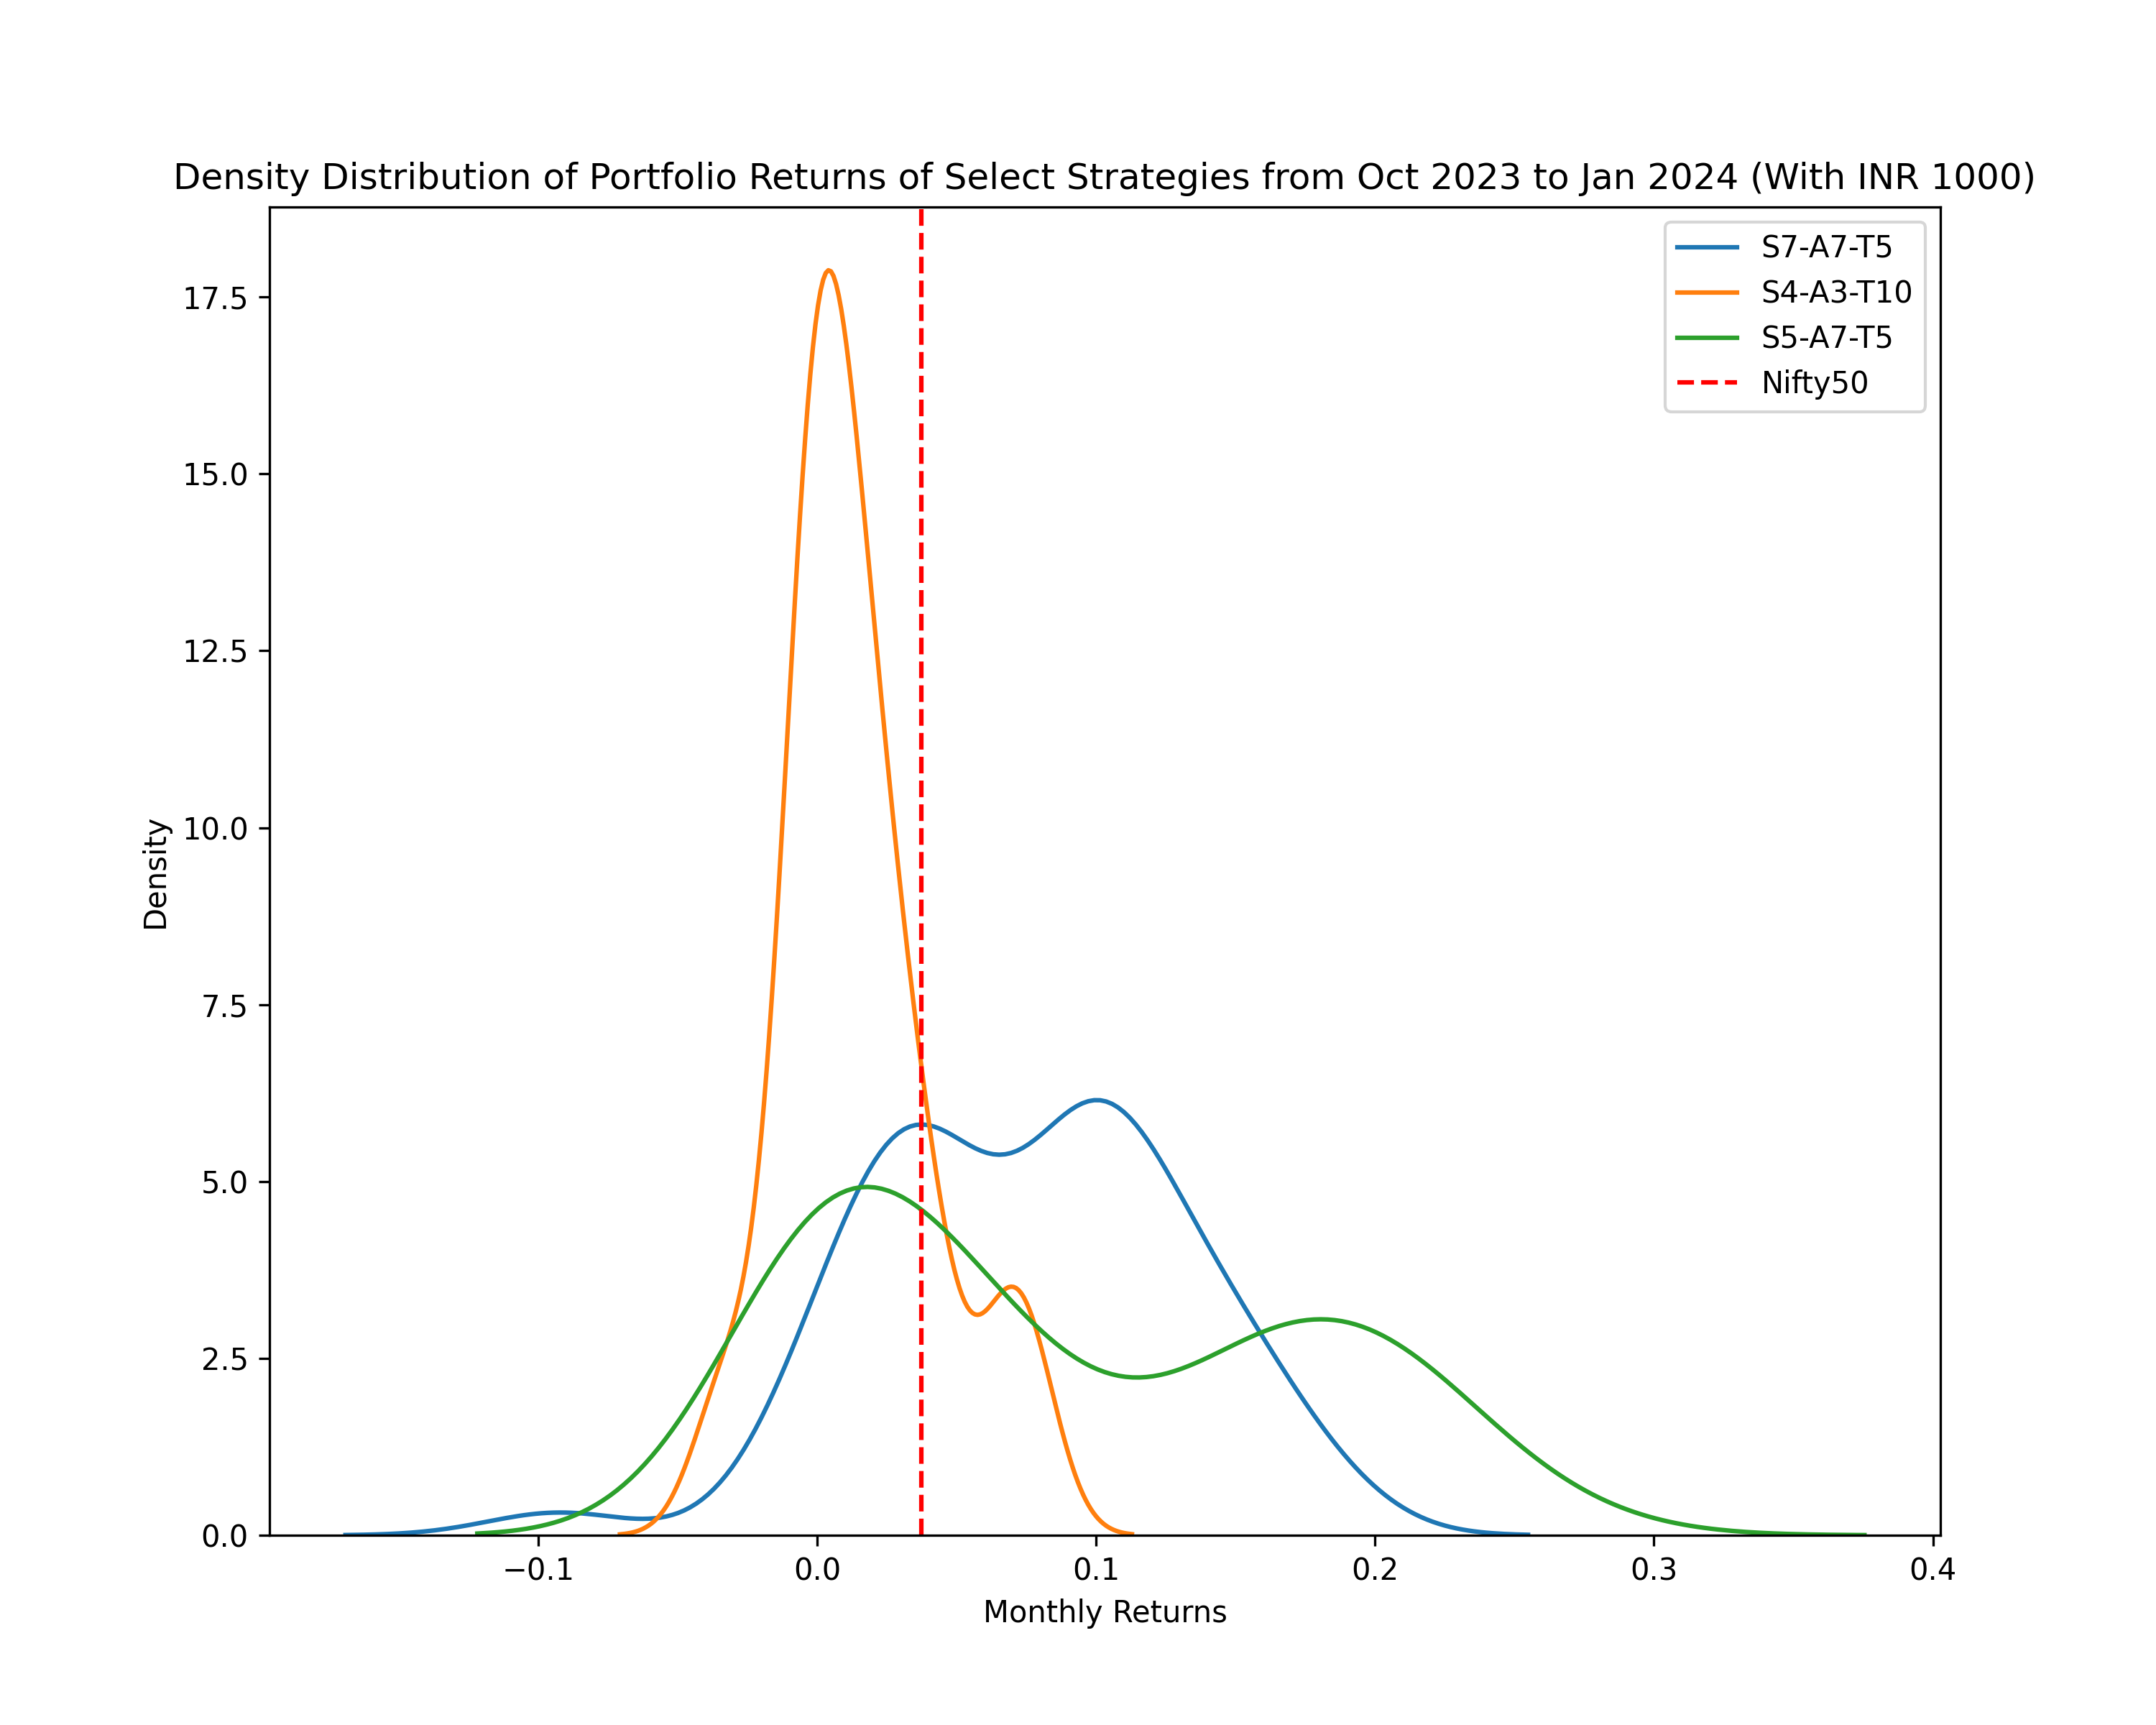 Density Distribution of Portfolio Returns of Select Strategies from Oct 2023 to Jan 2024 (With INR 1000)
S7-A7-T5
S4-A3-T10
S5-A7-T5
Nifty50
17.5
15.0
12.5
10.0
7.5
5.0
2.5
0.0
Density
−0.1
0.0
0.1
0.2
0.3
0.4
Monthly Returns